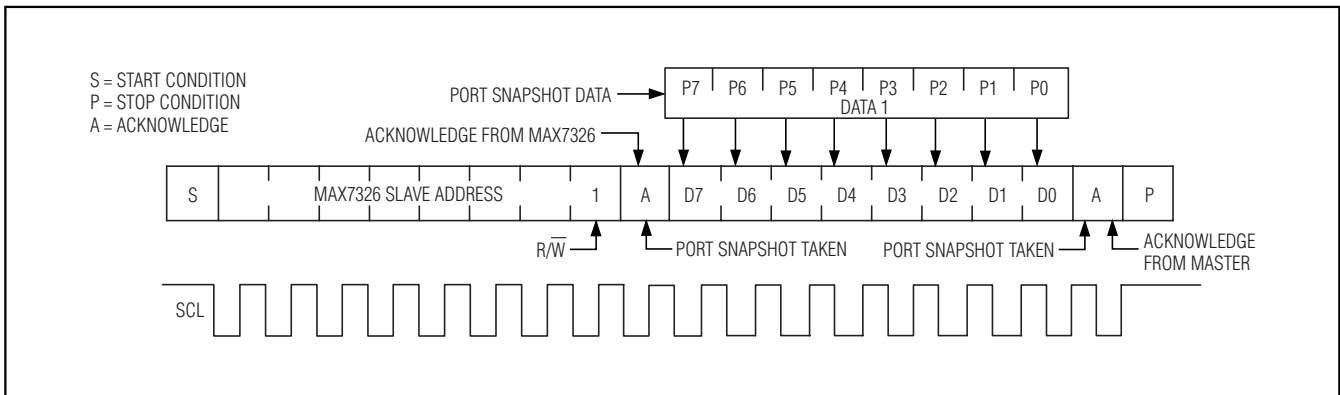 S = START CONDITION
P = STOP CONDITION
A = ACKNOWLEDGE
PORT SNAPSHOT DATA
P7 P6 P5 P4 P3 P2 P1 P0
DATA 1
ACKNOWLEDGE FROM MAX7326
S MAX7326 SLAVE ADDRESS 1 A D7 D6 D5 D4 D3 D2 D1 D0 A P
R/W̅ PORT SNAPSHOT TAKEN PORT SNAPSHOT TAKEN ACKNOWLEDGE
FROM MASTER
SCL